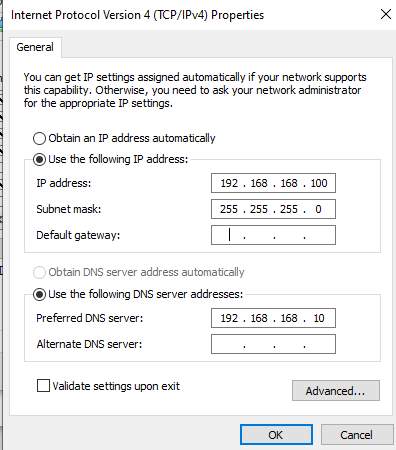 Internet Protocol Version 4 (TCP/IPv4) Properties
General
You can get IP settings assigned automatically if your network supports
this capability. Otherwise, you need to ask your network administrator
for the appropriate IP settings.
Obtain an IP address automatically
Use the following IP address:
IP address: 192 . 168 . 168 . 100
Subnet mask: 255 . 255 . 255 . 0
Default gateway: . . .
Obtain DNS server address automatically
Use the following DNS server addresses:
Preferred DNS server: 192 . 168 . 168 . 10
Alternate DNS server: . . .
Validate settings upon exit
Advanced...
OK Cancel